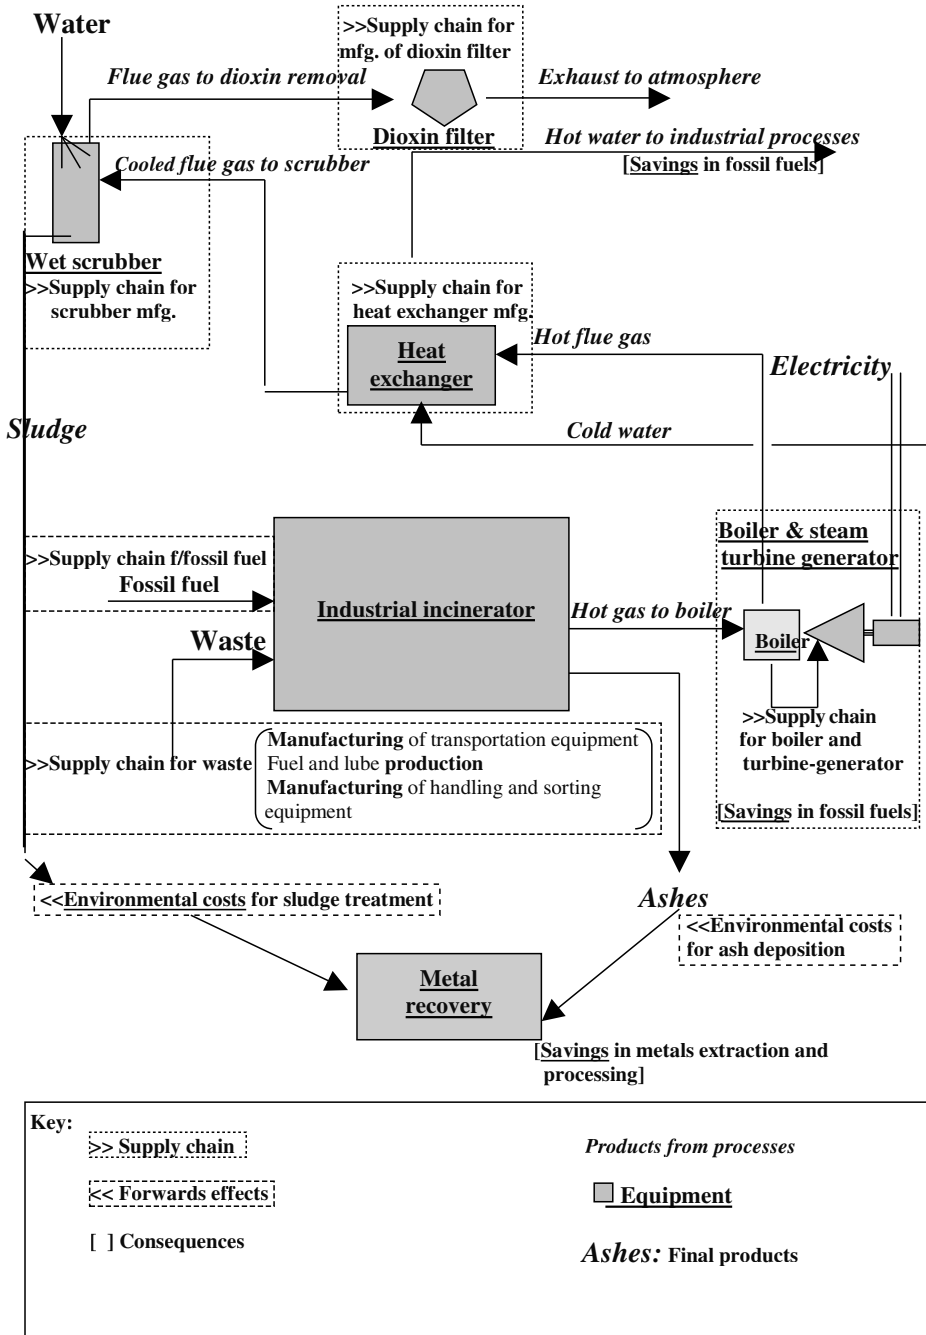 Water
>>Supply chain for
mfg. of dioxin filter
Flue gas to dioxin removal
Exhaust to atmosphere
Dioxin filter
Hot water to industrial processes
[Savings in fossil fuels]
Cooled flue gas to scrubber
Wet scrubber
>>Supply chain for
scrubber mfg.
>>Supply chain for
heat exchanger mfg.
Heat
exchanger
Hot flue gas
Electricity
Sludge
Cold water
>>Supply chain f/fossil fuel
Fossil fuel
Waste
Industrial incinerator
Hot gas to boiler
Boiler & steam
turbine generator
Boiler
>>Supply chain
for boiler and
turbine-generator
[Savings in fossil fuels]
>>Supply chain for waste
Manufacturing of transportation equipment
Fuel and lube production
Manufacturing of handling and sorting
equipment
<<Environmental costs for sludge treatment
Ashes
<<Environmental costs
for ash deposition
Metal
recovery
[Savings in metals extraction and
processing]
Key:
>> Supply chain
Products from processes
<< Forwards effects
Equipment
[ ] Consequences
Ashes: Final products